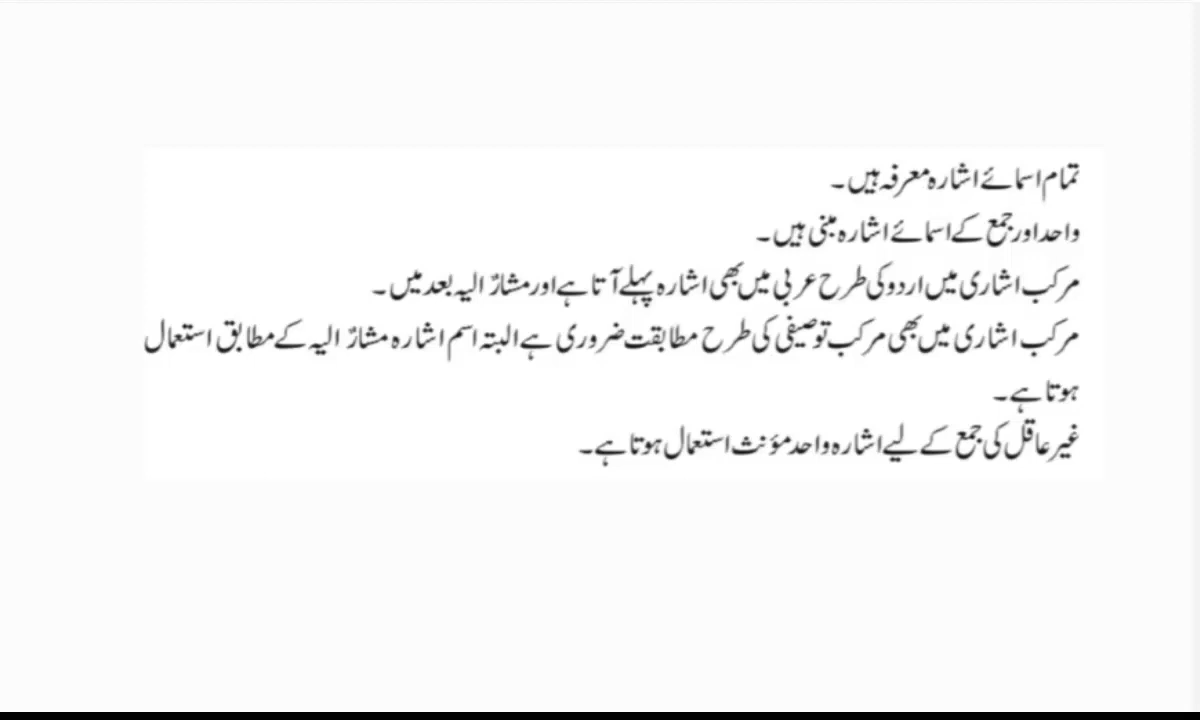 تمام اسمائے اشارہ معرفہ ہیں۔
واحد اور جمع کے اسمائے اشارہ مبنی ہیں۔
مرکب اشاری میں اردو کی طرح عربی میں بھی اشارہ پہلے آتا ہے اور مشارٌ الیہ بعد میں۔
مرکب اشاری میں بھی مرکب توصیفی کی طرح مطابقت ضروری ہے البتہ اسم اشارہ مشارٌ الیہ کے مطابق استعمال
ہوتا ہے۔
غیر عاقل کی جمع کے لیے اشارہ واحد مؤنث استعمال ہوتا ہے۔